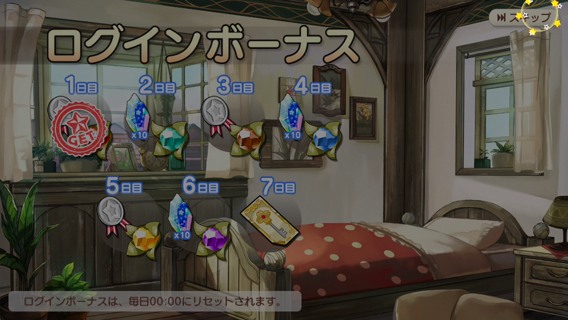 スキップ
ログインボーナス
1日目 2日目 3日目 4日目
GET
x10 x10
5日目 6日目 7日目
x10
ログインボーナスは、毎日00:00にリセットされます。